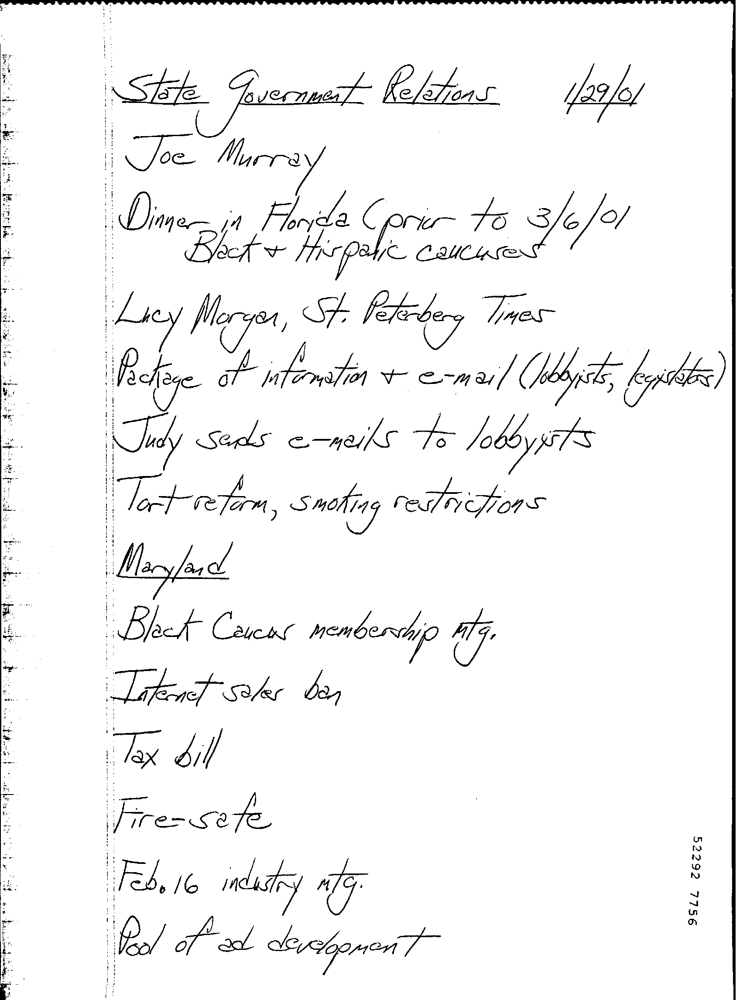 State Government Relations 1/29/01
Joe Murray
Dinner in Florida (prior to 3/6/01
Black + Hispanic caucuses
Lucy Morgan, St. Peterberg Times
Package of information + e-mail (lobbyists, legislators)
Judy sends e-mails to lobbyists
Tort reform, smoking restrictions
Maryland
Black Caucus membership mtg.
Internet sales ban
Tax bill
Fire-safe
Feb. 16 industry mtg.
Pool of ad development
52292 7756